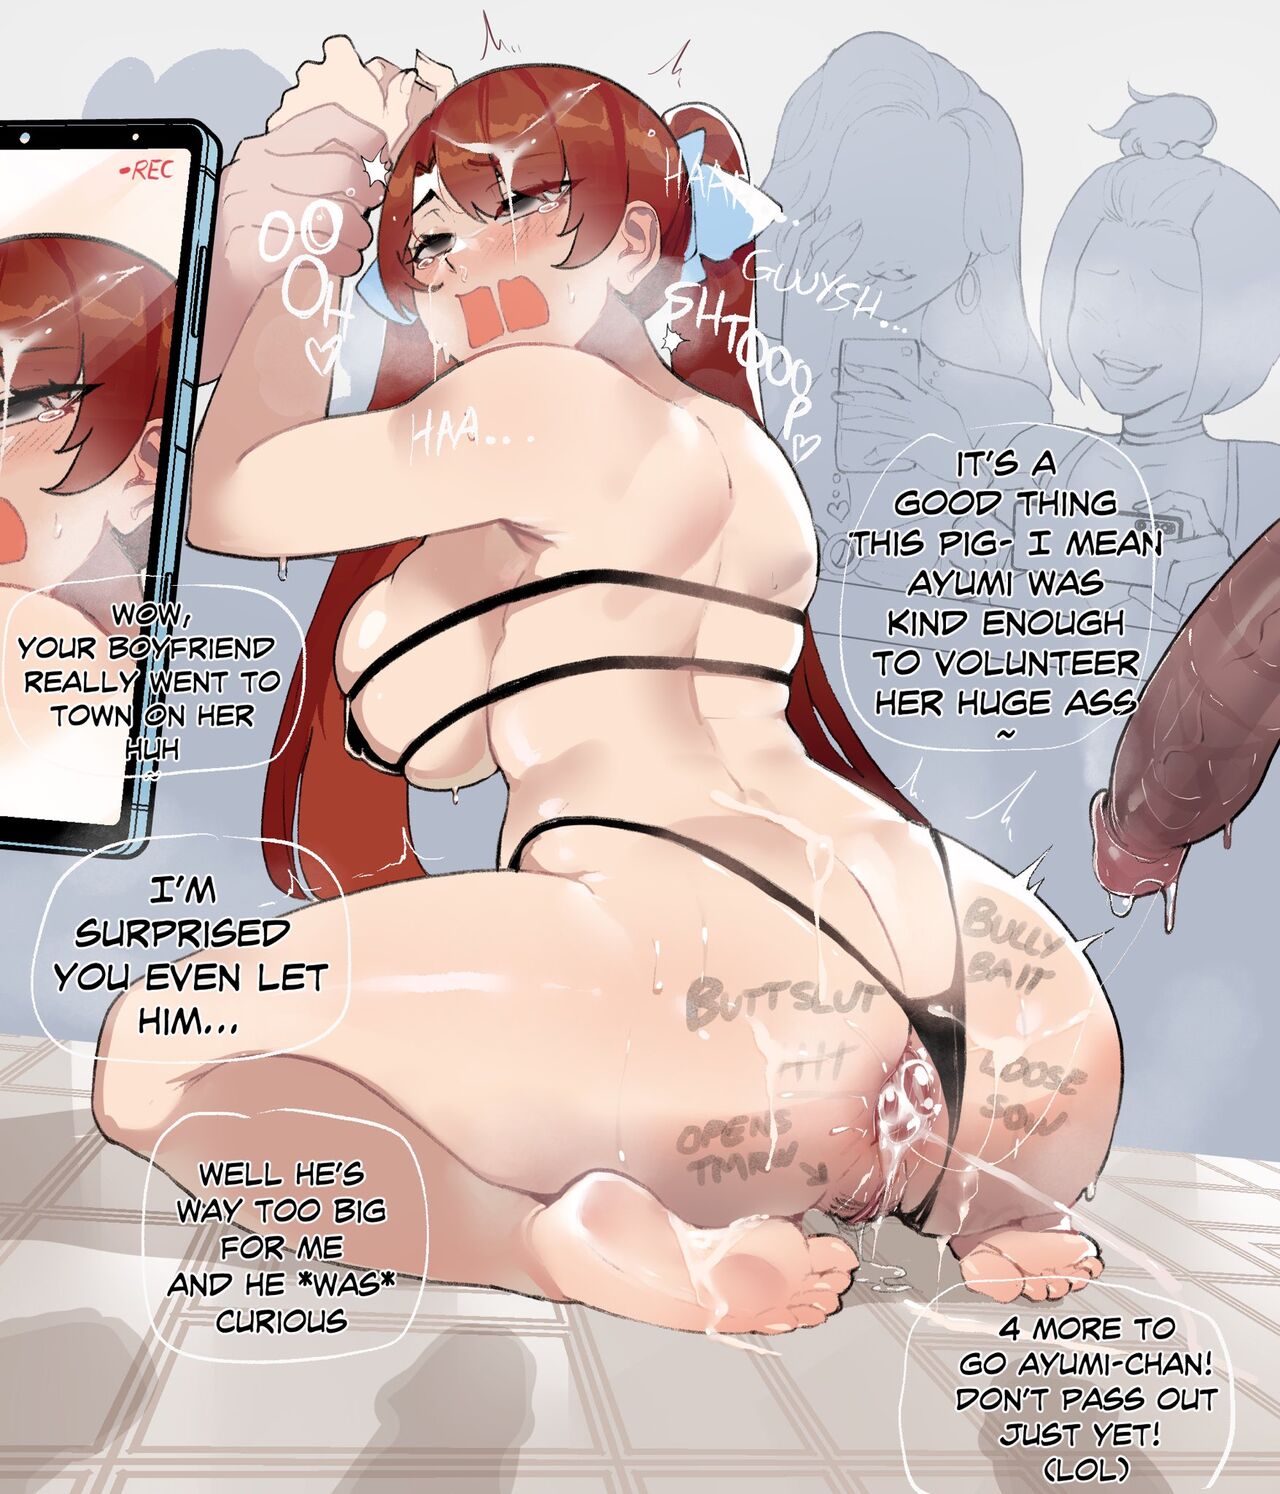 •REC
OO
OH
HAA...
HAAA...
GUUYSH...
SHTOOOP
IT'S A
GOOD THING
THIS PIG- I MEAN
AYUMI WAS
KIND ENOUGH
TO VOLUNTEER
HER HUGE ASS
~
WOW,
YOUR BOYFRIEND
REALLY WENT TO
TOWN ON HER
HUH
~
I'M
SURPRISED
YOU EVEN LET
HIM...
BULLY
BAIT
BUTTSLUT
LOOSE
SOW
OPENS
TMRW
WELL HE'S
WAY TOO BIG
FOR ME
AND HE *WAS*
CURIOUS
4 MORE TO
GO AYUMI-CHAN!
DON'T PASS OUT
JUST YET!
(LOL)